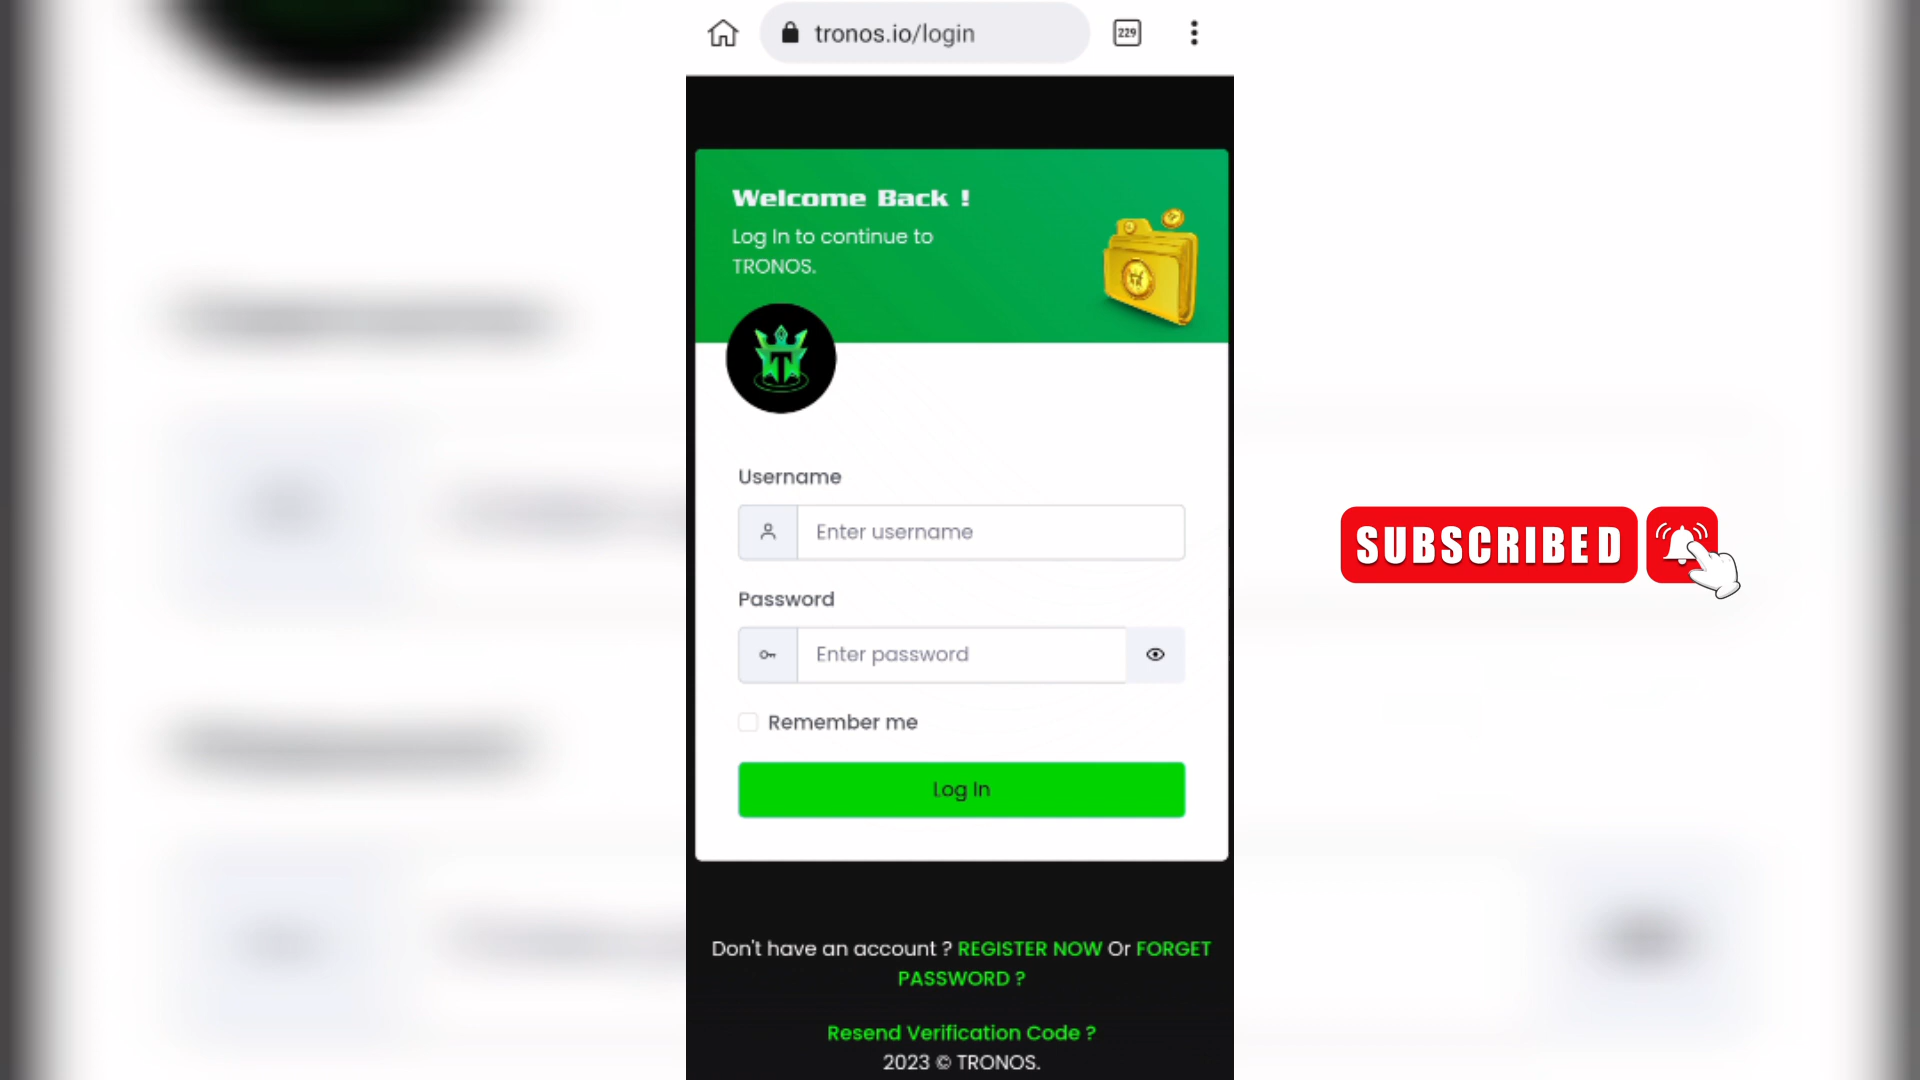 tronos.io/login
229
Welcome Back !
Log In to continue to
TRONOS.
Username
Enter username
Password
Enter password
Remember me
Log In
Don't have an account ? REGISTER NOW Or FORGET
PASSWORD ?
Resend Verification Code ?
2023 © TRONOS.
SUBSCRIBED